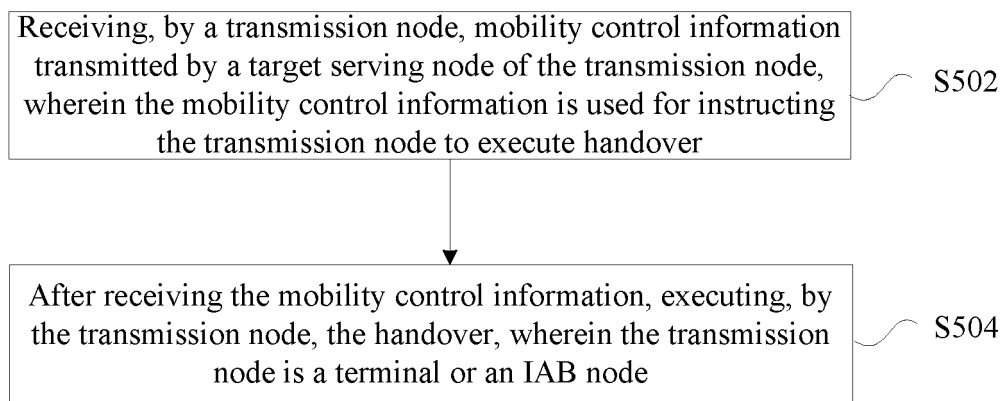 Receiving, by a transmission node, mobility control information
transmitted by a target serving node of the transmission node,
wherein the mobility control information is used for instructing
the transmission node to execute handover
S502
After receiving the mobility control information, executing, by
the transmission node, the handover, wherein the transmission
node is a terminal or an IAB node
S504